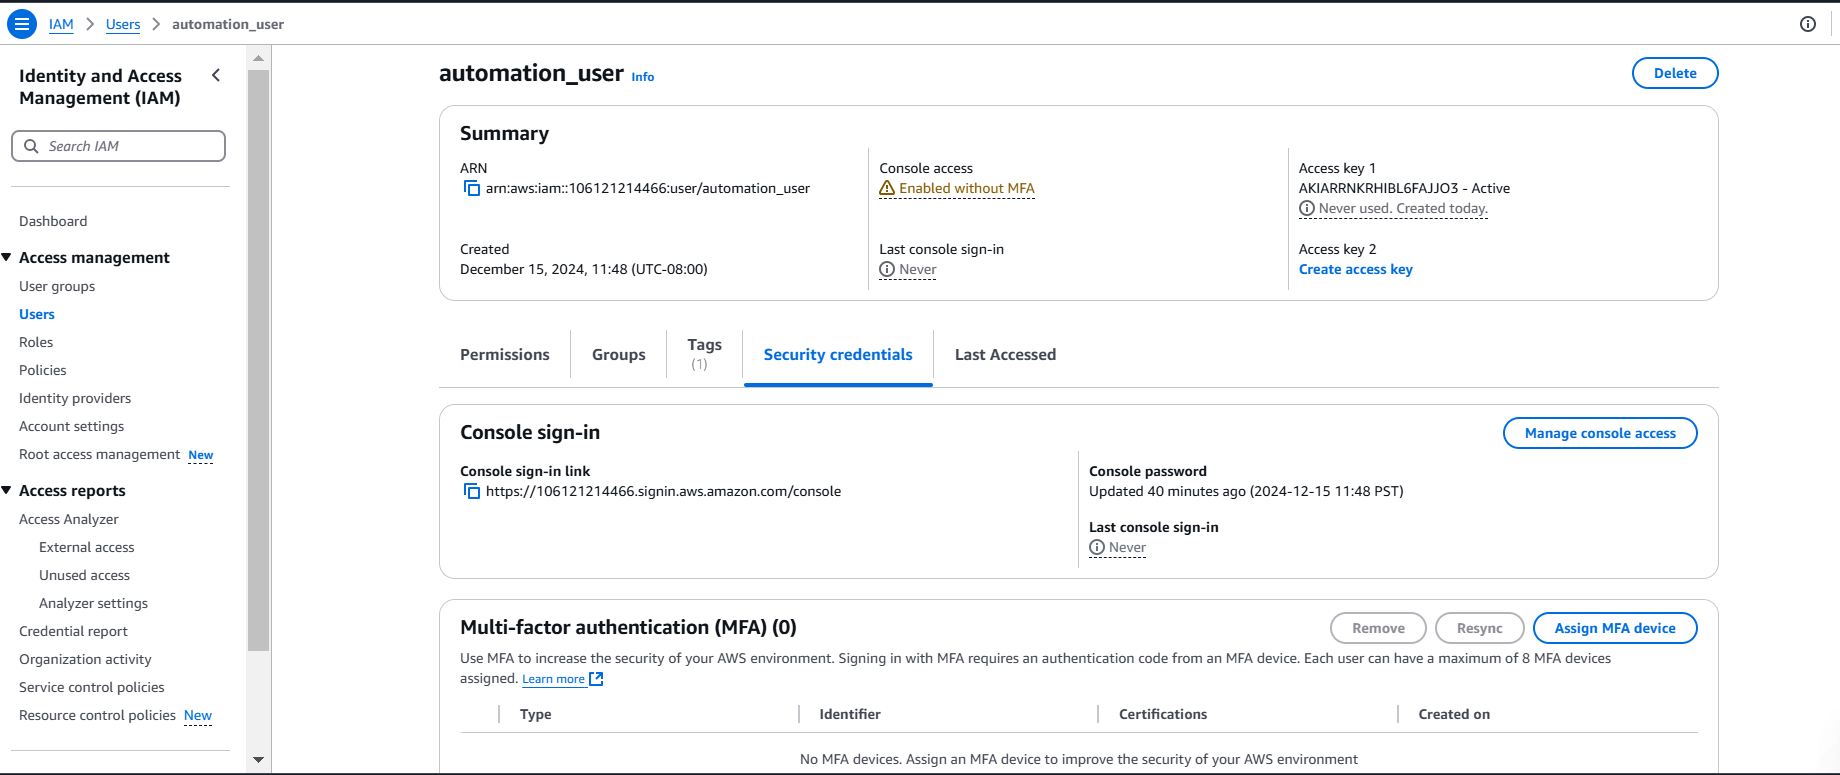 IAM > Users > automation_user
Identity and Access
Management (IAM)
Search IAM
Dashboard
Access management
User groups
Users
Roles
Policies
Identity providers
Account settings
Root access management New
Access reports
Access Analyzer
External access
Unused access
Analyzer settings
Credential report
Organization activity
Service control policies
Resource control policies New
automation_user Info
Delete
Summary
ARN
arn:aws:iam::106121214466:user/automation_user
Created
December 15, 2024, 11:48 (UTC-08:00)
Console access
Enabled without MFA
Last console sign-in
Never
Access key 1
AKIARRNKRHIBL6FAJJO3 - Active
Never used. Created today.
Access key 2
Create access key
Permissions
Groups
Tags
(1)
Security credentials
Last Accessed
Console sign-in
Manage console access
Console sign-in link
https://106121214466.signin.aws.amazon.com/console
Console password
Updated 40 minutes ago (2024-12-15 11:48 PST)
Last console sign-in
Never
Multi-factor authentication (MFA) (0)
Remove
Resync
Assign MFA device
Use MFA to increase the security of your AWS environment. Signing in with MFA requires an authentication code from an MFA device. Each user can have a maximum of 8 MFA devices
assigned. Learn more
Type
Identifier
Certifications
Created on
No MFA devices. Assign an MFA device to improve the security of your AWS environment